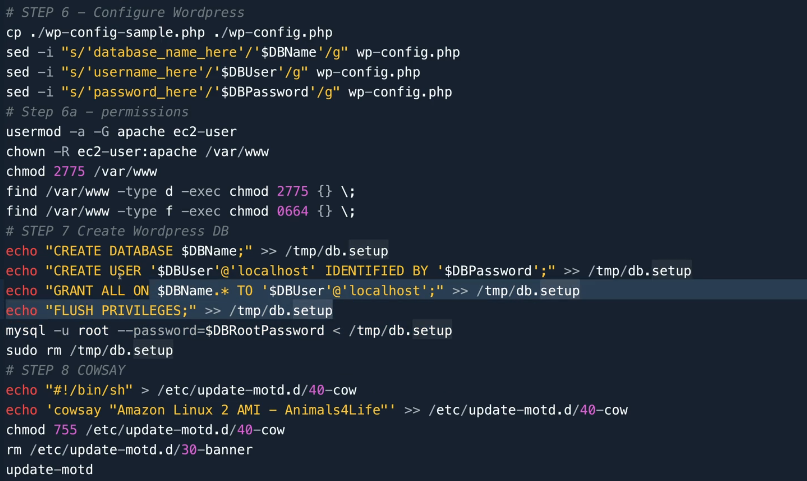 # STEP 6 - Configure Wordpress
cp ./wp-config-sample.php ./wp-config.php
sed -i "s/'database_name_here'/'$DBName'/g" wp-config.php
sed -i "s/'username_here'/'$DBUser'/g" wp-config.php
sed -i "s/'password_here'/'$DBPassword'/g" wp-config.php
# Step 6a - permissions
usermod -a -G apache ec2-user
chown -R ec2-user:apache /var/www
chmod 2775 /var/www
find /var/www -type d -exec chmod 2775 {} \;
find /var/www -type f -exec chmod 0664 {} \;
# STEP 7 Create Wordpress DB
echo "CREATE DATABASE $DBName;" >> /tmp/db.setup
echo "CREATE USER '$DBUser'@'localhost' IDENTIFIED BY '$DBPassword';" >> /tmp/db.setup
echo "GRANT ALL ON $DBName.* TO '$DBUser'@'localhost';" >> /tmp/db.setup
echo "FLUSH PRIVILEGES;" >> /tmp/db.setup
mysql -u root --password=$DBRootPassword < /tmp/db.setup
sudo rm /tmp/db.setup
# STEP 8 COWSAY
echo "#!/bin/sh" > /etc/update-motd.d/40-cow
echo 'cowsay "Amazon Linux 2 AMI - Animals4Life"' >> /etc/update-motd.d/40-cow
chmod 755 /etc/update-motd.d/40-cow
rm /etc/update-motd.d/30-banner
update-motd